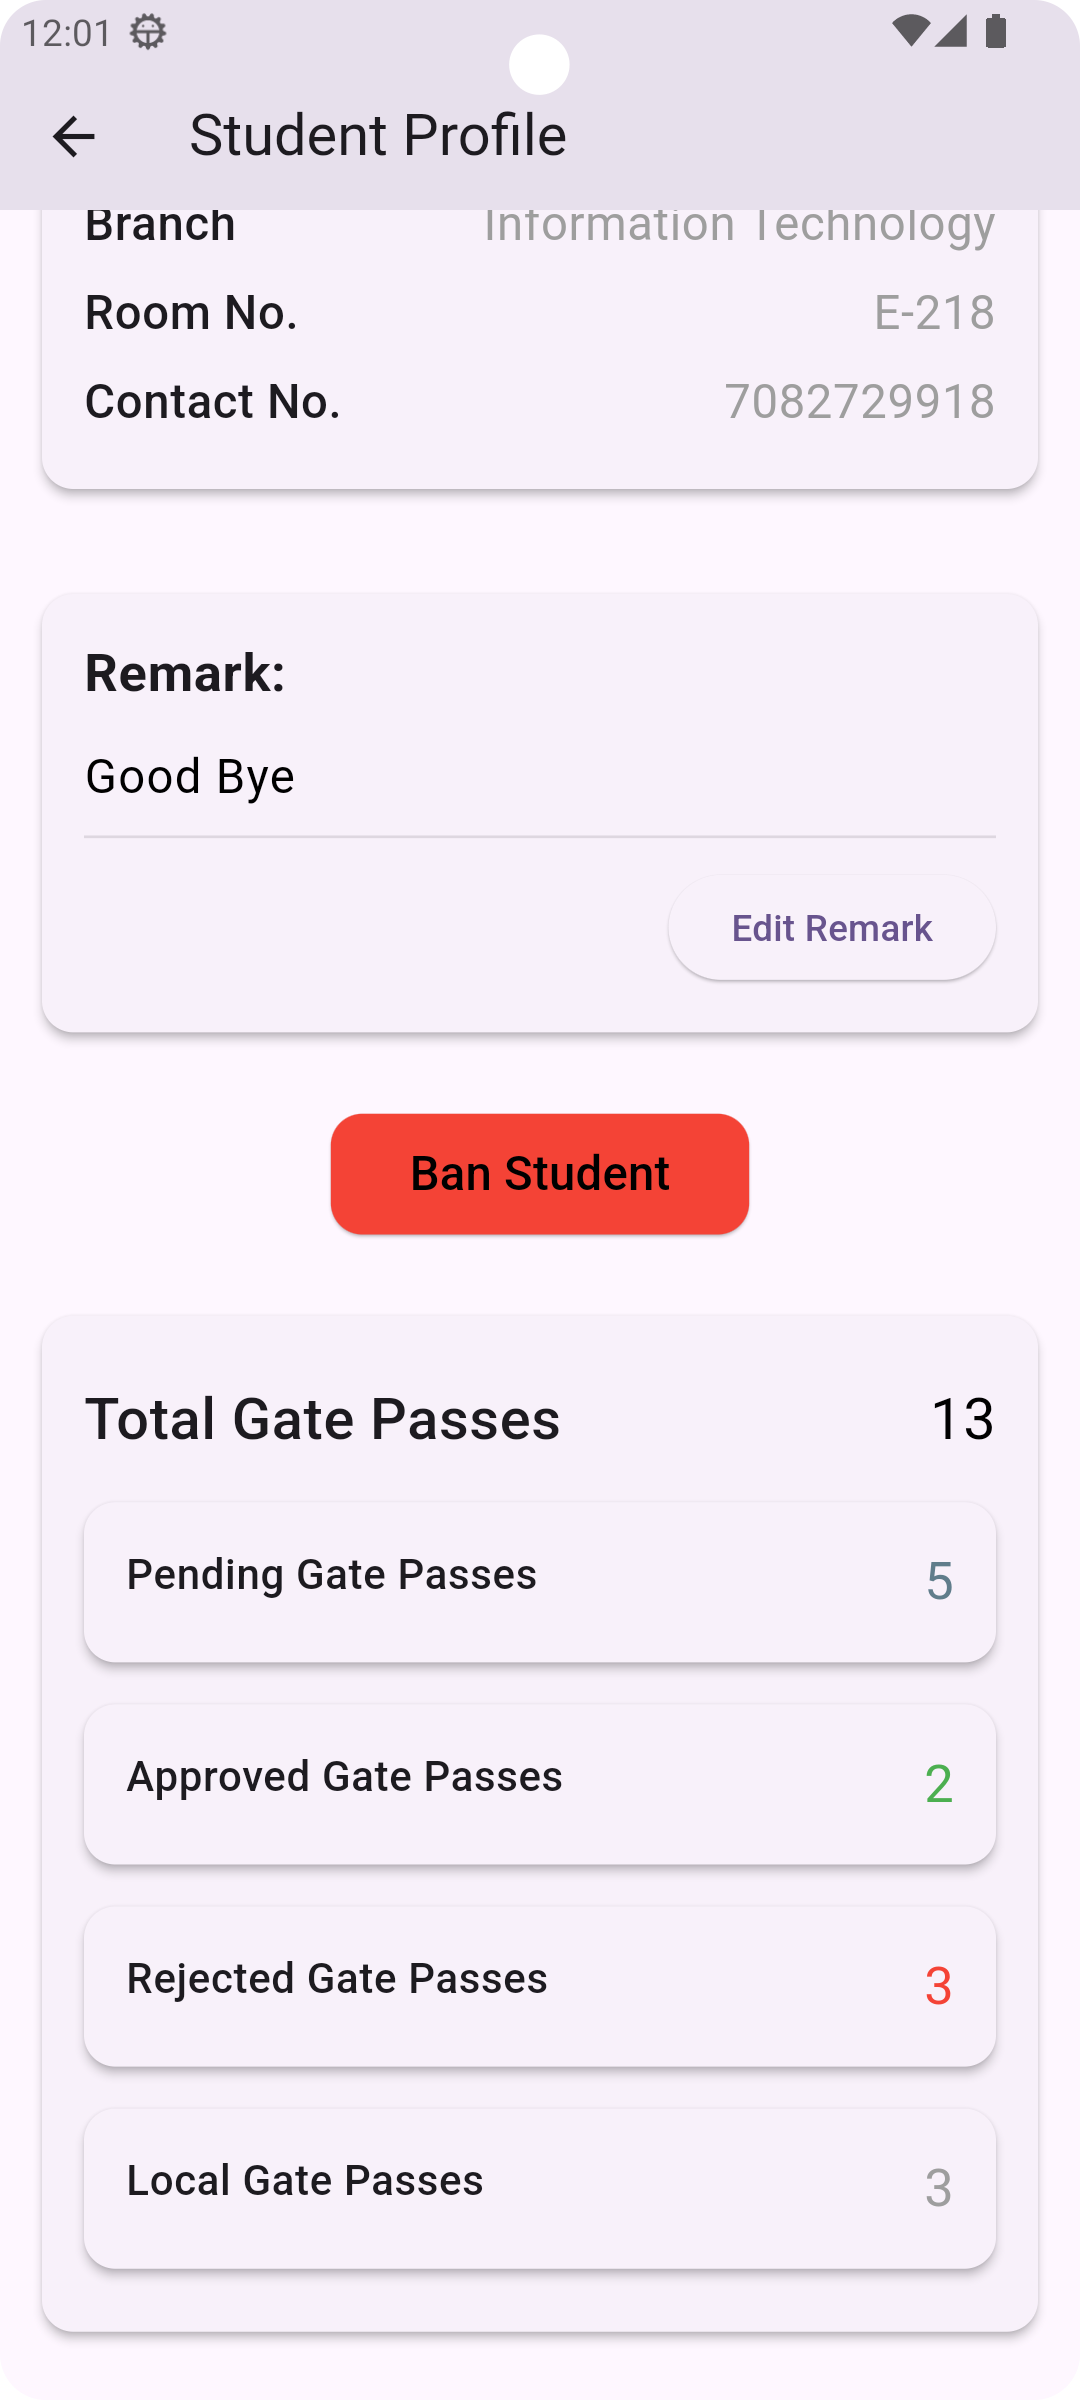 12:01
Student Profile
Branch Information Technology
Room No. E-218
Contact No. 7082729918
Remark:
Good Bye
Edit Remark
Ban Student
Total Gate Passes 13
Pending Gate Passes 5
Approved Gate Passes 2
Rejected Gate Passes 3
Local Gate Passes 3